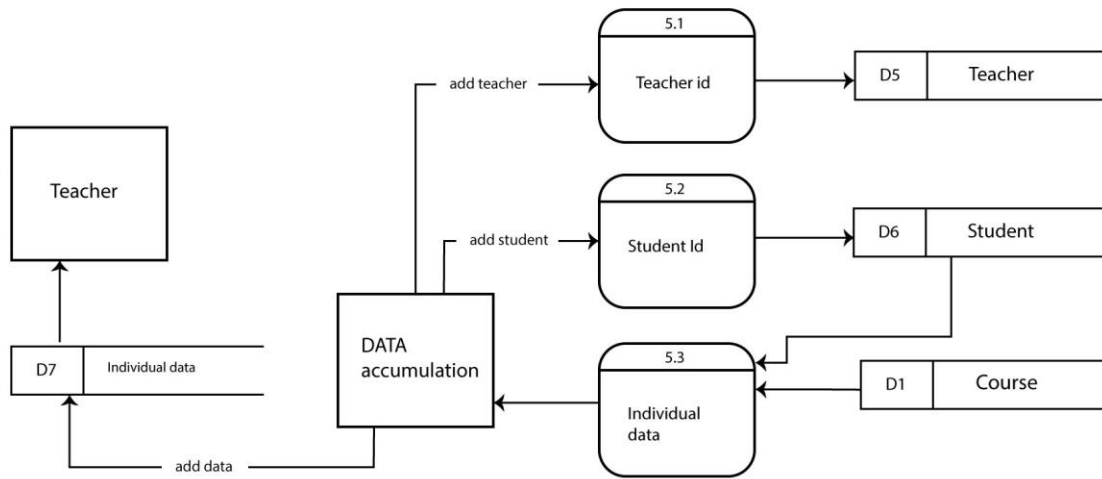 5.1
Teacher id
D5
Teacher
add teacher
Teacher
5.2
Student Id
D6
Student
add student
DATA
accumulation
D7
Individual data
5.3
Individual
data
D1
Course
add data